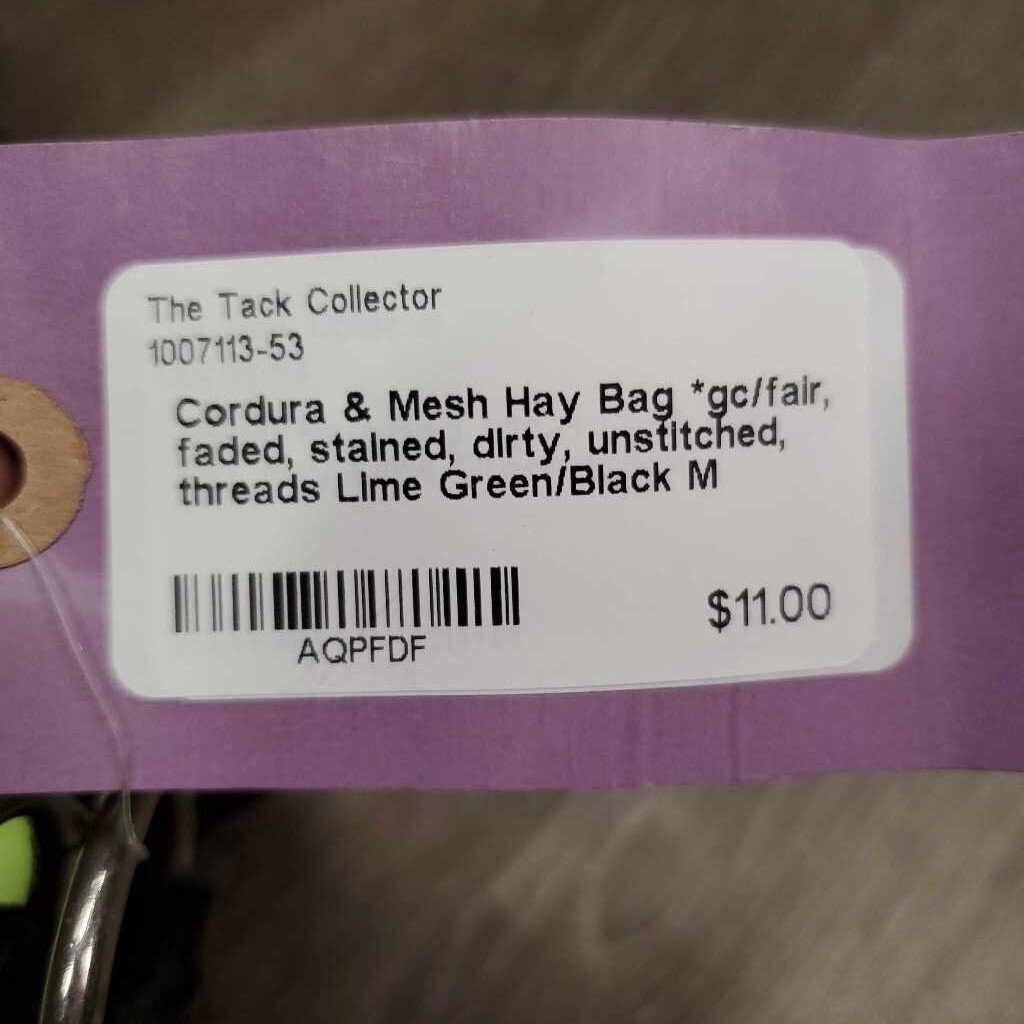 The Tack Collector
1007113-53
Cordura & Mesh Hay Bag *gc/fair,
faded, stained, dirty, unstitched,
threads Lime Green/Black M
AQPFDF
$11.00